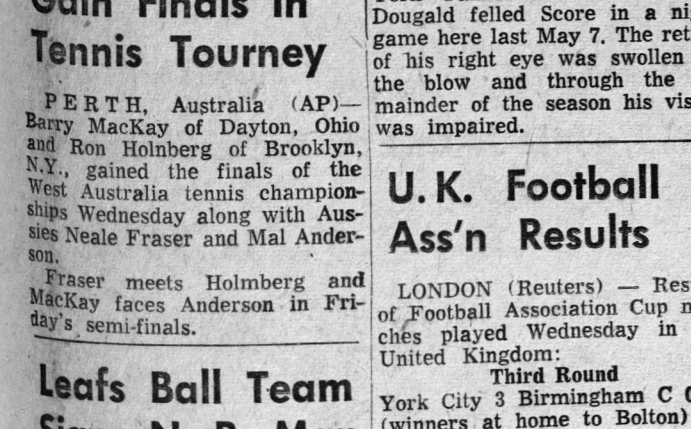 Gain Finals In
Tennis Tourney
PERTH, Australia (AP)—
Barry MacKay of Dayton, Ohio
and Ron Holnberg of Brooklyn,
N.Y., gained the finals of the
West Australia tennis champion-
ships Wednesday along with Aus-
sies Neale Fraser and Mal Ander-
son.
Fraser meets Holmberg and
MacKay faces Anderson in Fri-
day's semi-finals.
Leafs Ball Team
Dougald felled Score in a
game here last May 7. The
of his right eye was swollen
the blow and through the
mainder of the season his
was impaired.
U. K. Football
Ass'n Results
LONDON (Reuters) —
of Football Association Cup
ches played Wednesday in
United Kingdom:
Third Round
York City 3 Birmingham C
(winners at home to Bolton)